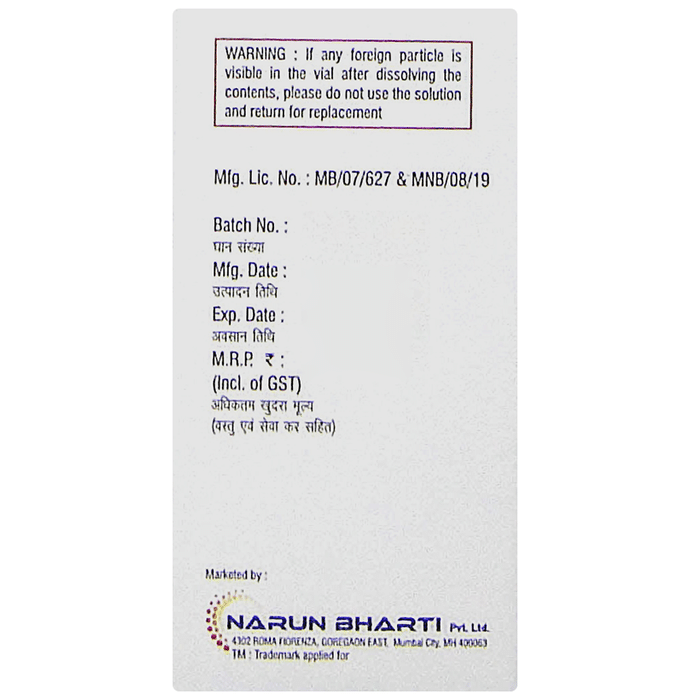 WARNING : If any foreign particle is
visible in the vial after dissolving the
contents, please do not use the solution
and return for replacement
Mfg. Lic. No. : MB/07/627 & MNB/08/19
Batch No. :
घान संख्या
Mfg. Date :
उत्पादन तिथि
Exp. Date :
अवसान तिथि
M.R.P. ₹ :
(Incl. of GST)
अधिकतम खुदरा मूल्य
(वस्तु एवं सेवा कर सहित)
Marketed by :
NARUN BHARTI Pvt. Ltd.
4302 ROMA FIORENZA, GOREGAON EAST, Mumbai City, MH 400063
TM : Trademark applied for